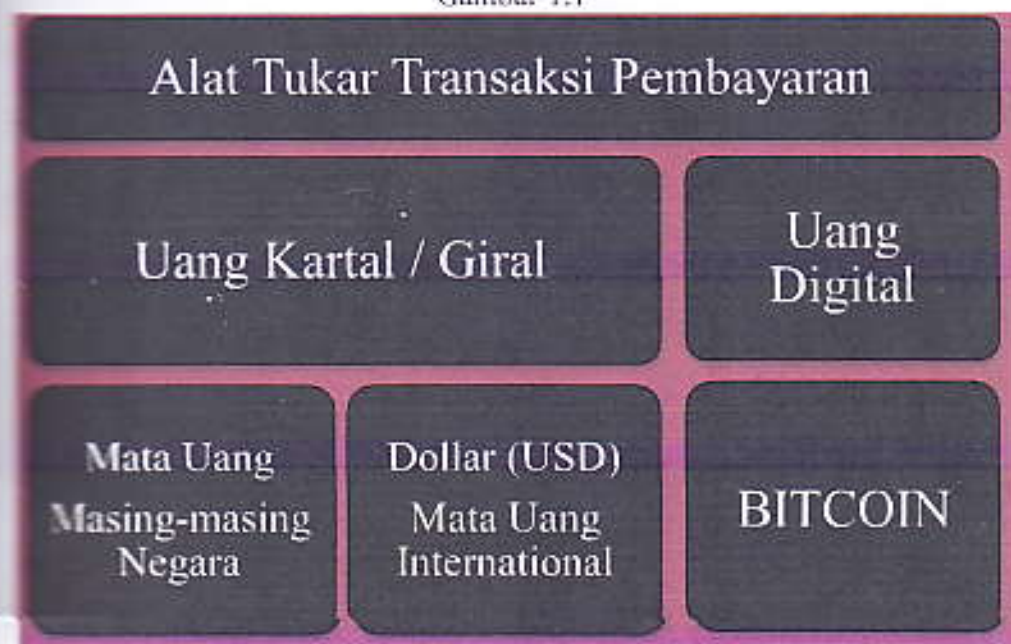 Alat Tukar Transaksi Pembayaran
Uang Kartal / Giral
Uang
Digital
Mata Uang
Masing-masing
Negara
Dollar (USD)
Mata Uang
International
BITCOIN